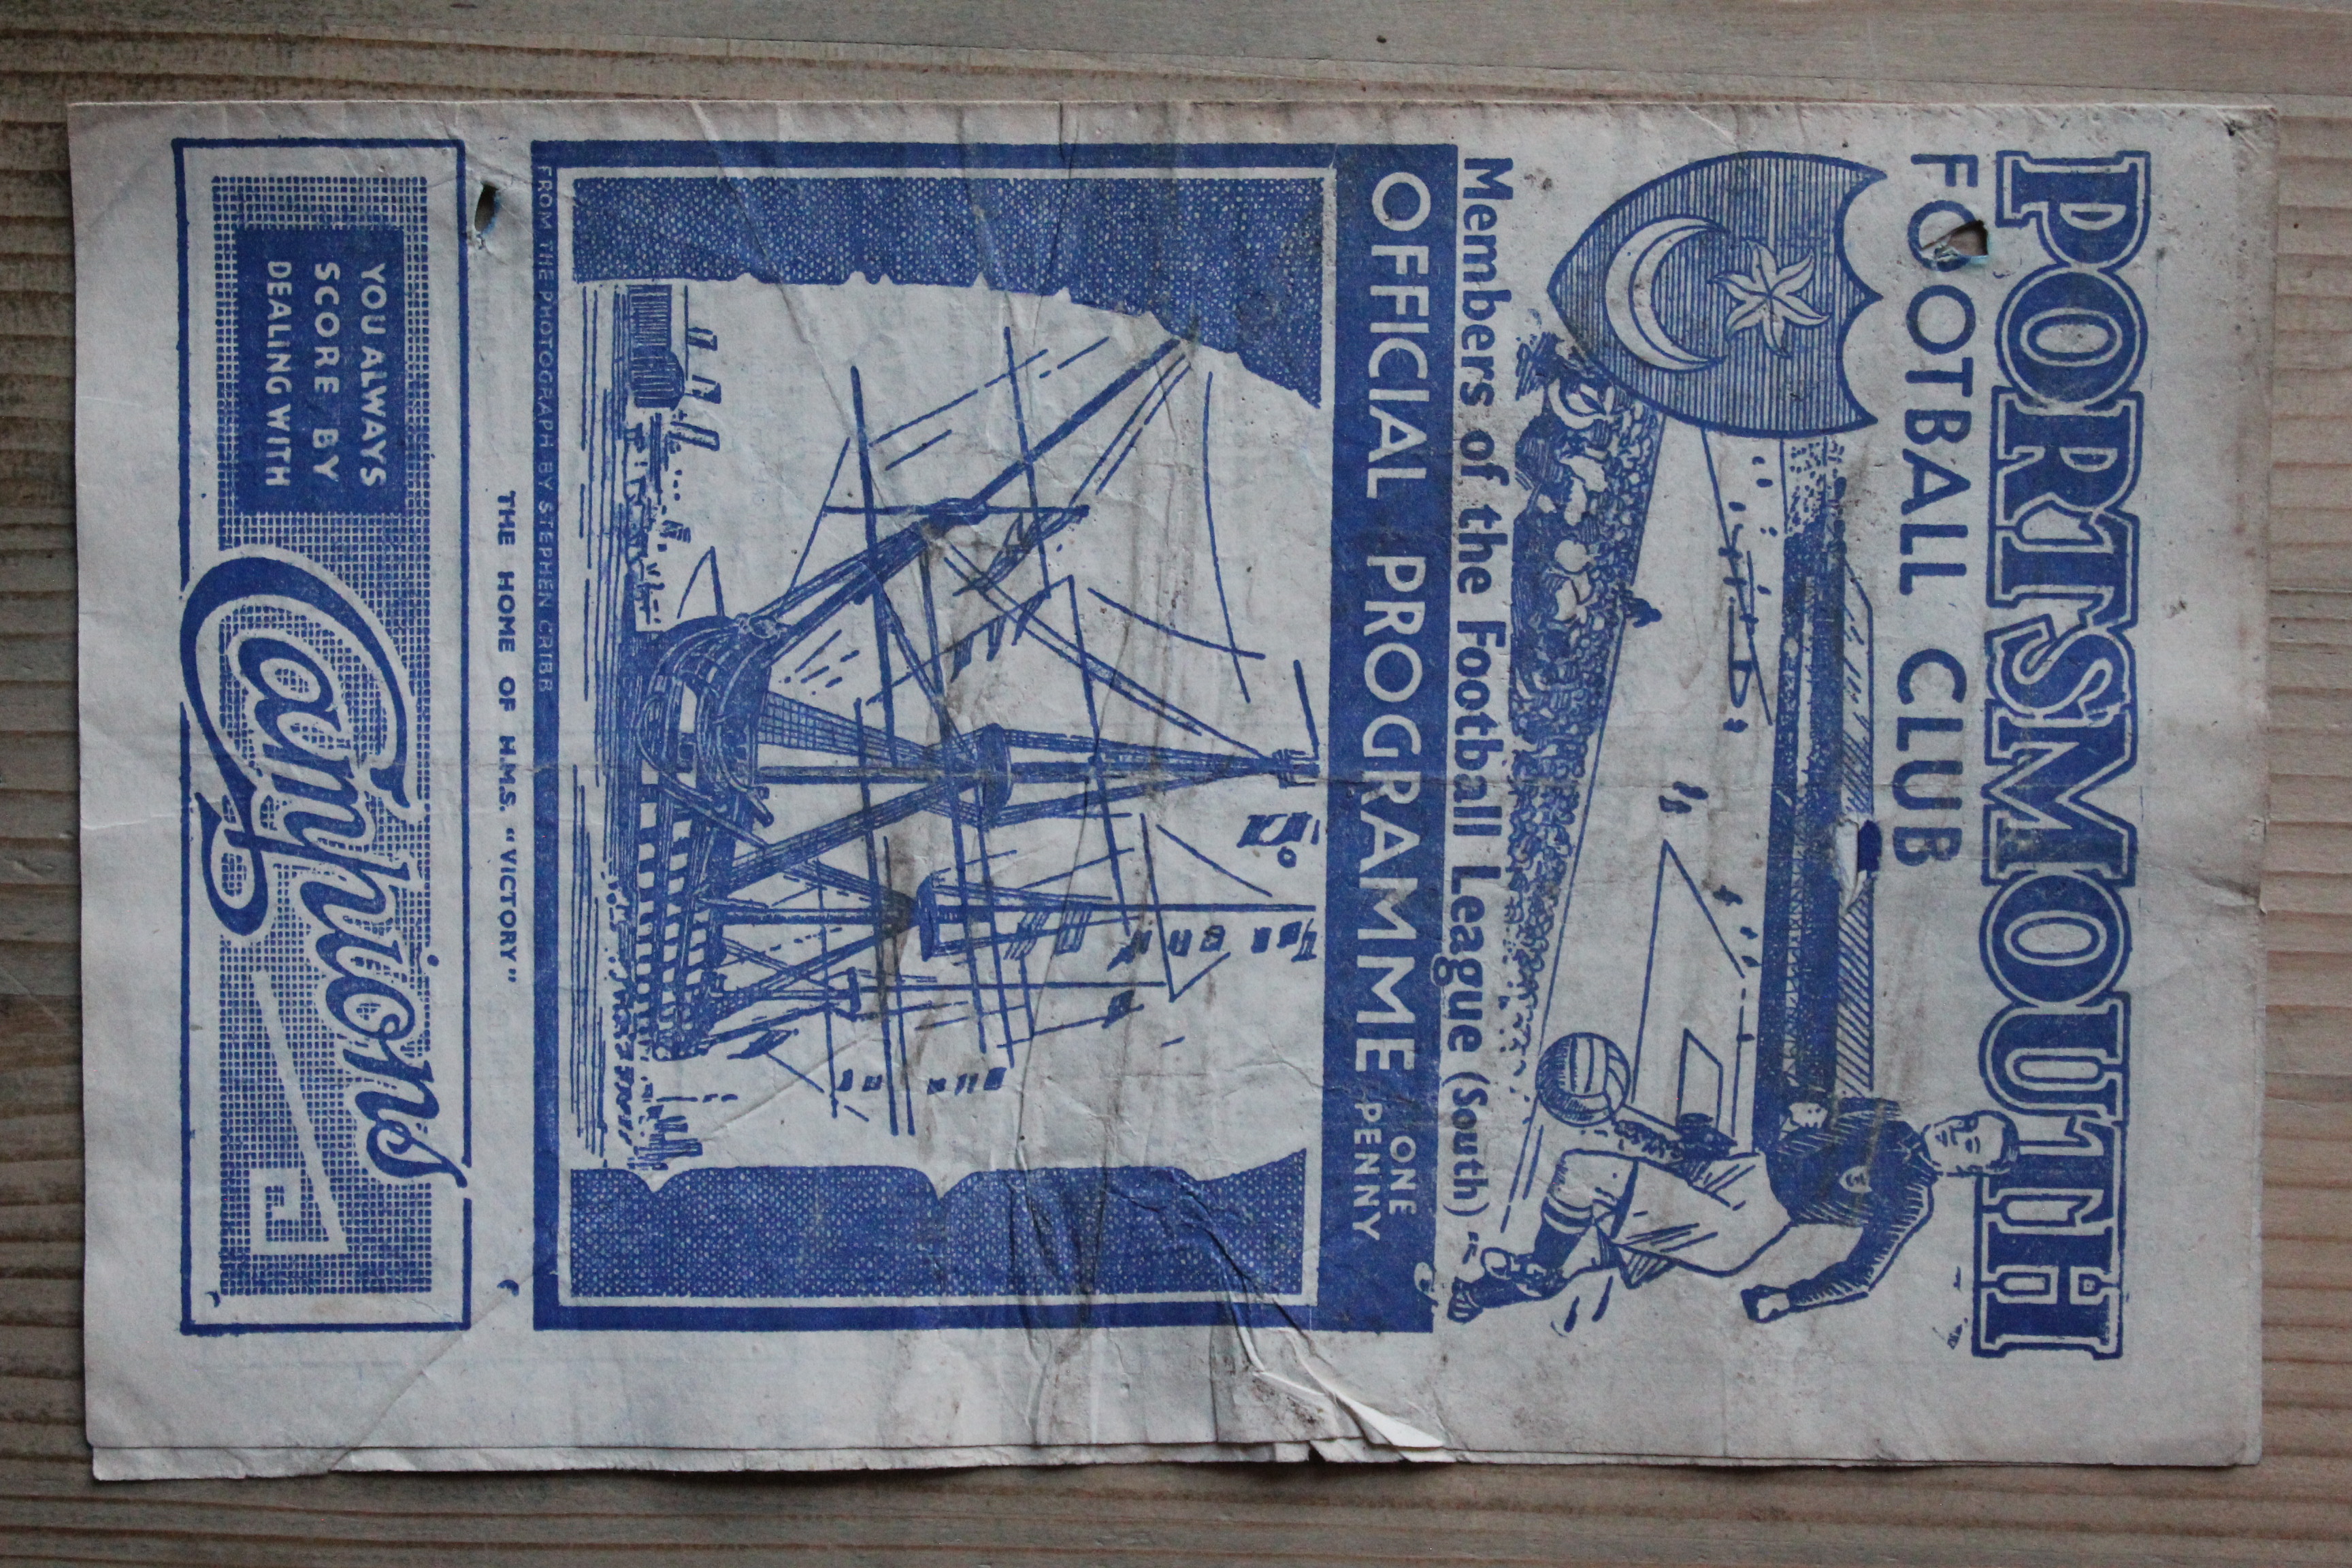 PORTSMOUTH
FOOTBALL CLUB
Members of the Football League (South)
OFFICIAL PROGRAMME ONE
PENNY
FROM THE PHOTOGRAPH BY STEPHEN CRIBB
THE HOME OF H.M.S. "VICTORY"
YOU ALWAYS
SCORE BY
DEALING WITH
Camphions